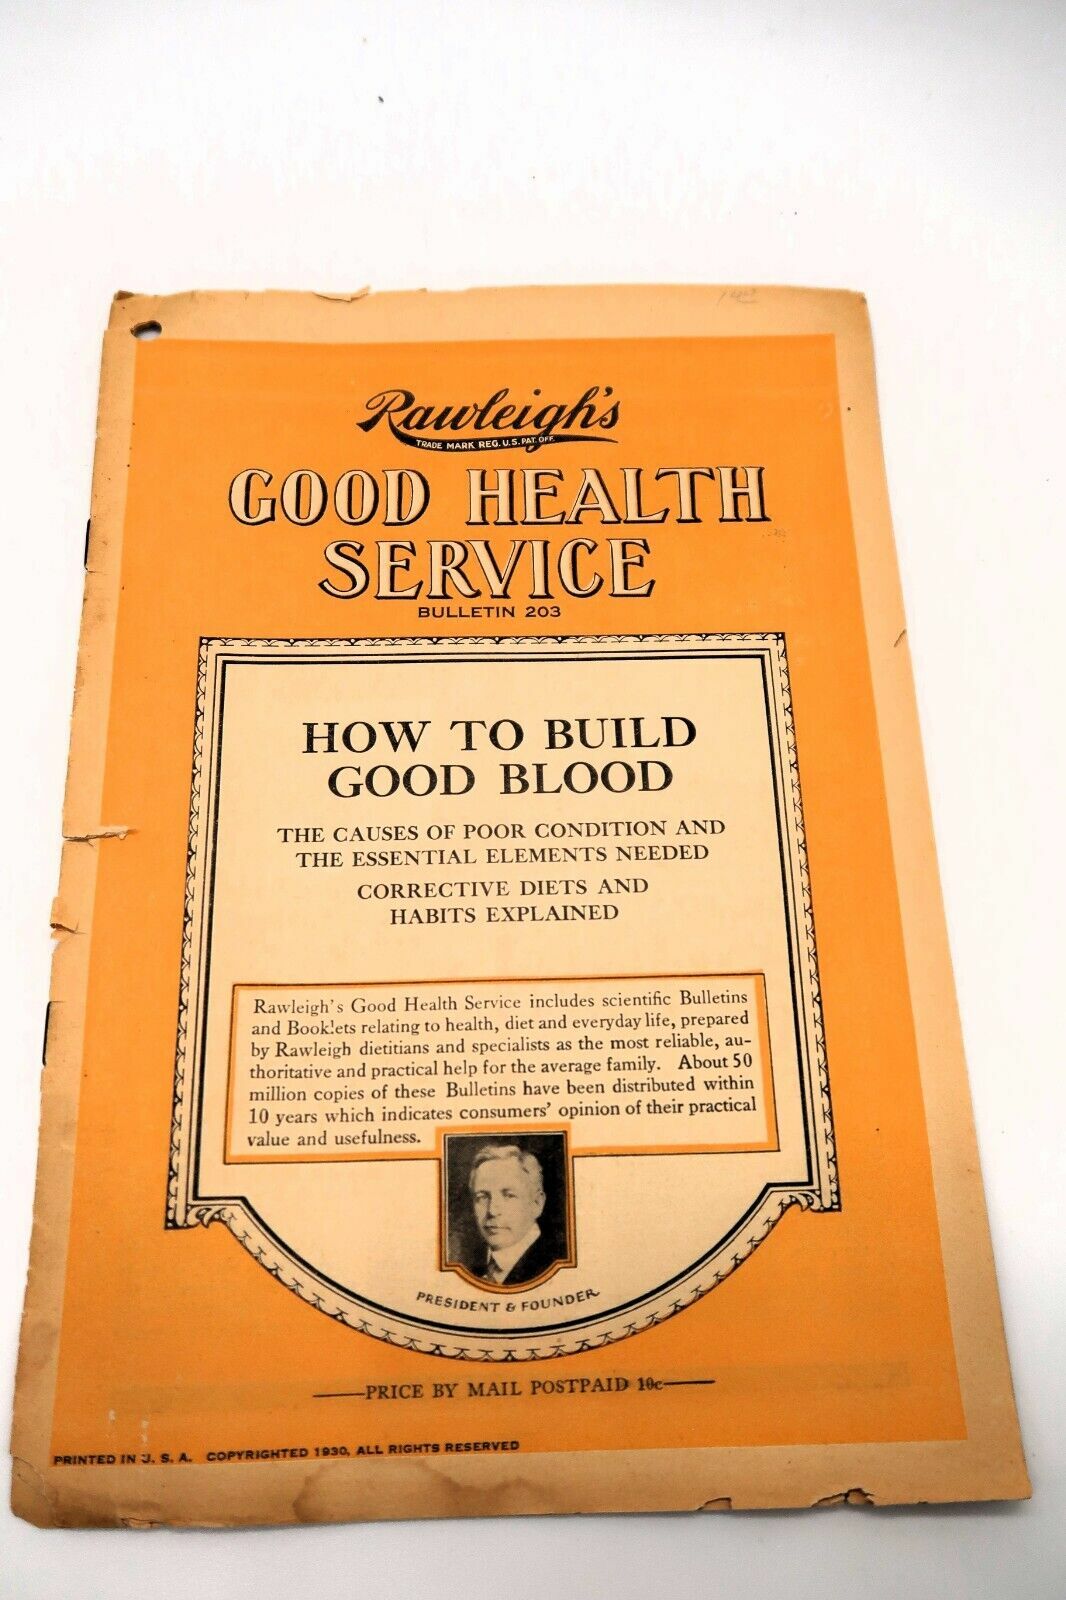 Rawleigh's
TRADE MARK REG. U.S. PAT. OFF.
GOOD HEALTH
SERVICE
BULLETIN 203
HOW TO BUILD
GOOD BLOOD
THE CAUSES OF POOR CONDITION AND
THE ESSENTIAL ELEMENTS NEEDED
CORRECTIVE DIETS AND
HABITS EXPLAINED
Rawleigh's Good Health Service includes scientific Bulletins
and Booklets relating to health, diet and everyday life, prepared
by Rawleigh dietitians and specialists as the most reliable, au-
thoritative and practical help for the average family. About 50
million copies of these Bulletins have been distributed within
10 years which indicates consumers' opinion of their practical
value and usefulness.
PRESIDENT & FOUNDER
PRICE BY MAIL POSTPAID 10c
PRINTED IN U. S. A. COPYRIGHTED 1930, ALL RIGHTS RESERVED